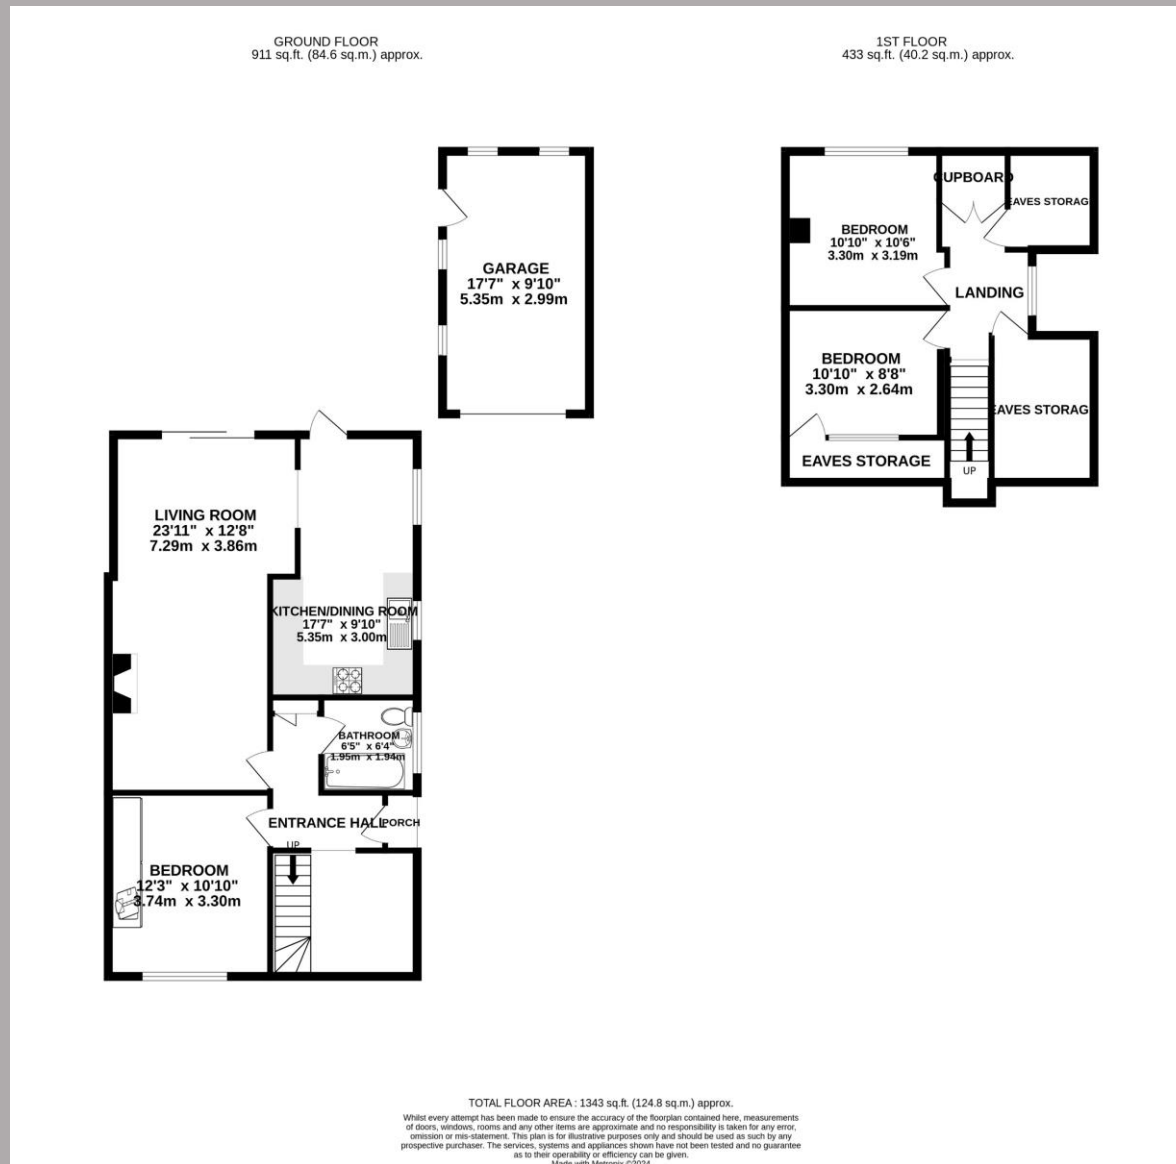 GROUND FLOOR
911 sq.ft. (84.6 sq.m.) approx.
1ST FLOOR
433 sq.ft. (40.2 sq.m.) approx.
GARAGE
17'7" x 9'10"
5.35m x 2.99m
CUPBOARD
EAVES STORAG
BEDROOM
10'10" x 10'6"
3.30m x 3.19m
LANDING
BEDROOM
10'10" x 8'8"
3.30m x 2.64m
EAVES STORAG
EAVES STORAGE
UP
LIVING ROOM
23'11" x 12'8"
7.29m x 3.86m
KITCHEN/DINING ROOM
17'7" x 9'10"
5.35m x 3.00m
BATHROOM
6'5" x 6'4"
1.95m x 1.94m
ENTRANCE HALL
PORCH
UP
BEDROOM
12'3" x 10'10"
3.74m x 3.30m
TOTAL FLOOR AREA : 1343 sq.ft. (124.8 sq.m.) approx.
Whilst every attempt has been made to ensure the accuracy of the floorplan contained here, measurements
of doors, windows, rooms and any other items are approximate and no responsibility is taken for any error,
omission or mis-statement. This plan is for illustrative purposes only and should be used as such by any
prospective purchaser. The services, systems and appliances shown have not been tested and no guarantee
as to their operability or efficiency can be given.
Made with Metropix ©2024